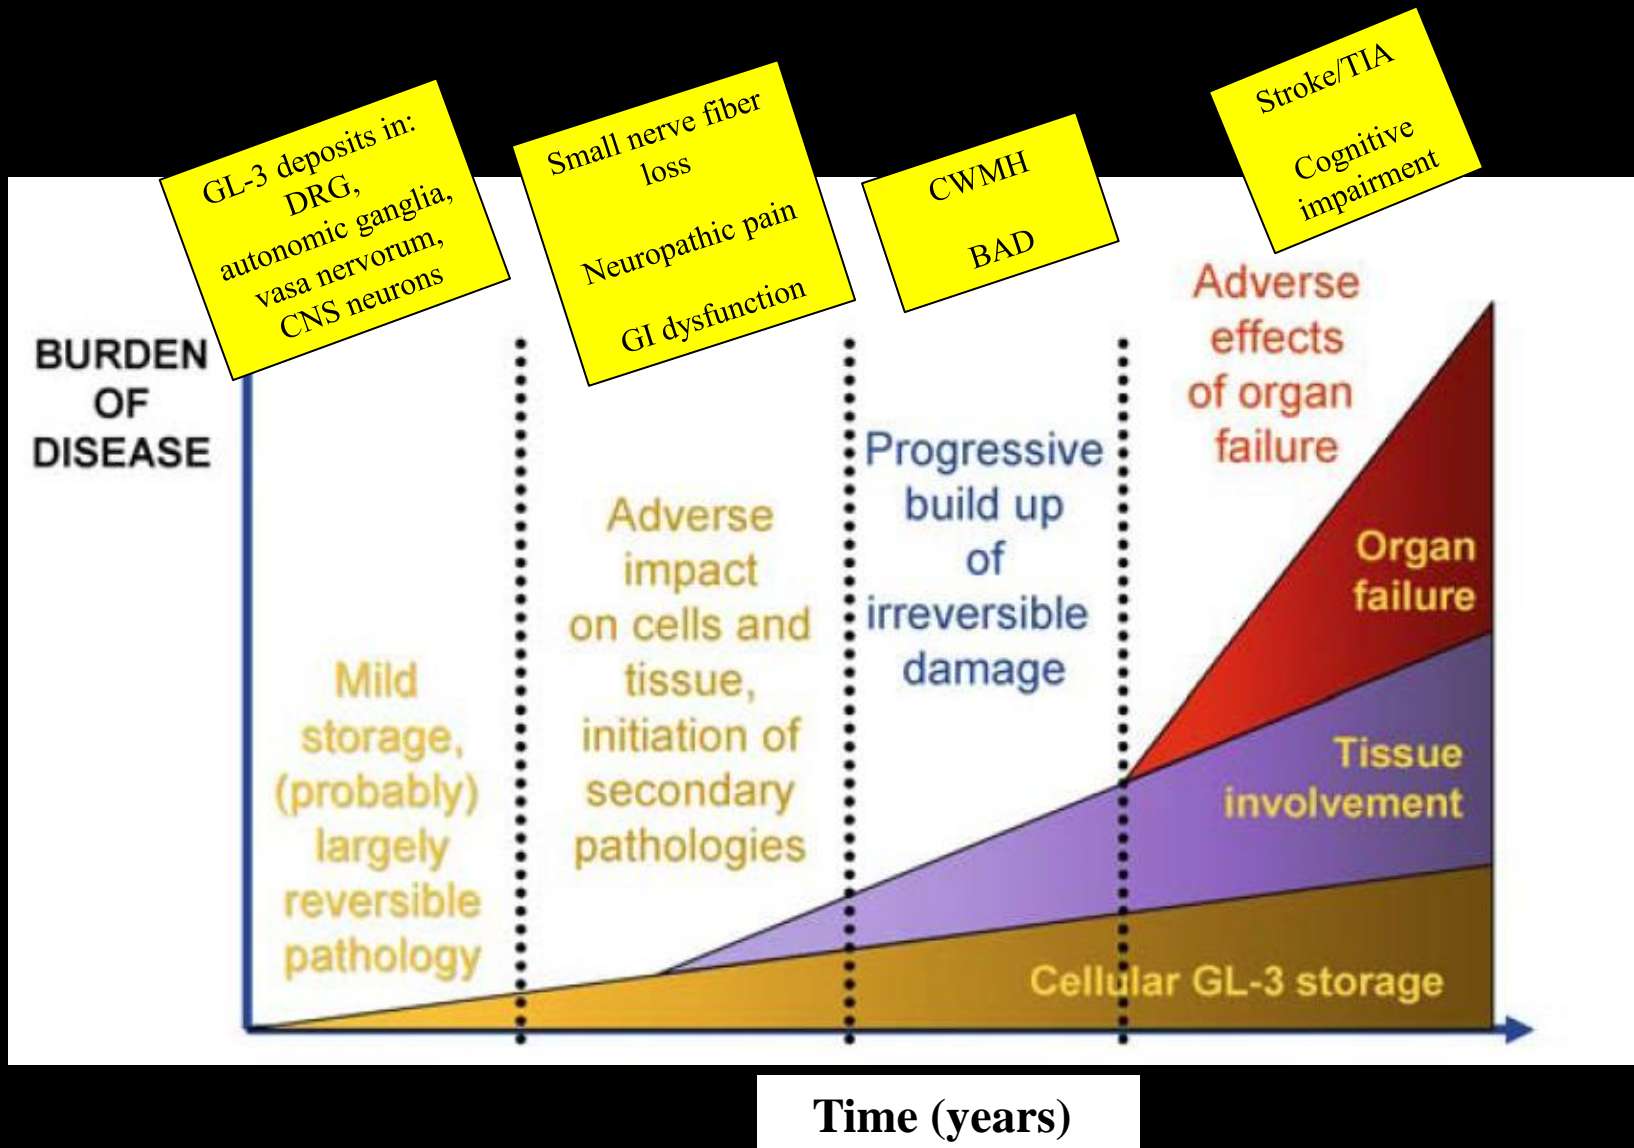 GL-3 deposits in:
DRG,
autonomic ganglia,
vasa nervorum,
CNS neurons
Small nerve fiber
loss
Neuropathic pain
GI dysfunction
CWMH
BAD
Stroke/TIA
Cognitive
impairment
BURDEN
OF
DISEASE
Mild
storage,
(probably)
largely
reversible
pathology
Adverse
impact
on cells and
tissue,
initiation of
secondary
pathologies
Progressive
build up
of
irreversible
damage
Adverse
effects
of organ
failure
Organ
failure
Tissue
involvement
Cellular GL-3 storage
Time (years)